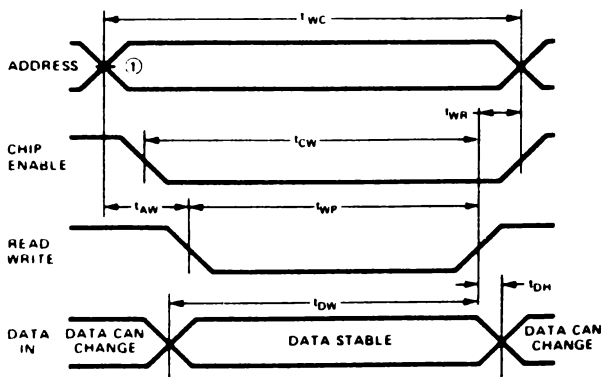 tWC
ADDRESS
①
tWR
tCW
CHIP
ENABLE
tAW
tWP
READ
WRITE
tDH
tDW
DATA
IN
DATA CAN
CHANGE
DATA STABLE
DATA CAN
CHANGE